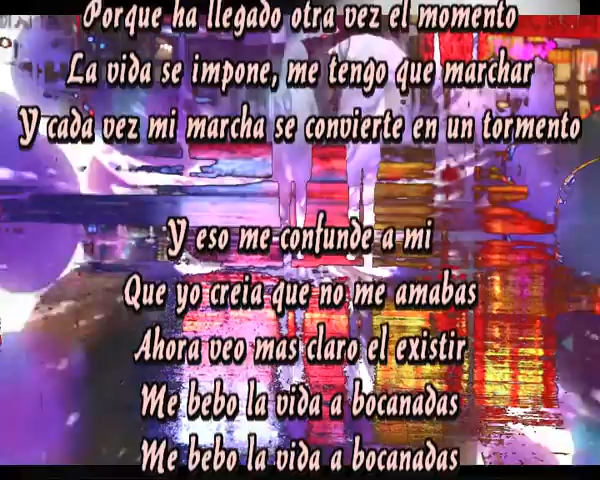 Porque ha llegado otra vez el momento
La vida se impone, me tengo que marchar
Y cada vez mi marcha se convierte en un tormento
Y eso me confunde a mi
Que yo creia que no me amabas
Ahora veo mas claro el existir
Me bebo la vida a bocanadas
Me bebo la vida a bocanadas